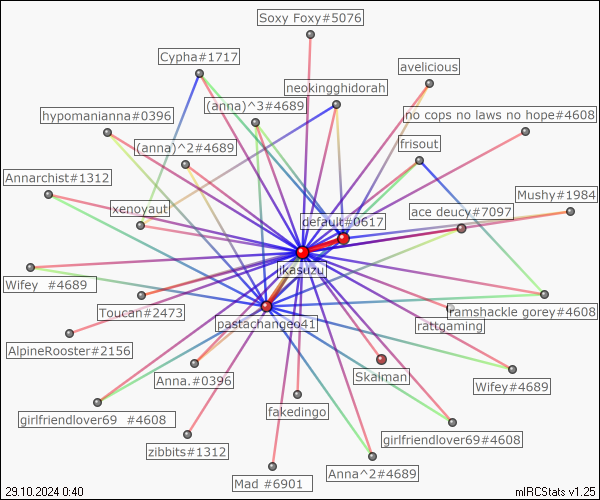 Soxy Foxy#5076
Cypha#1717
avelicious
neokingghidorah
(anna)^3#4689
hypomanianna#0396
no cops no laws no hope#4608
(anna)^2#4689
frisout
Annarchist#1312
Mushy#1984
xenovaut
ace deucy#7097
default#0617
jkasuzu
Wifey #4689
Toucan#2473
ramshackle gorey#4608
pastachangeo41
rattgaming
AlpineRooster#2156
Anna.#0396
Skalman
Wifey#4689
fakedingo
girlfriendlover69 #4608
girlfriendlover69#4608
zibbits#1312
Anna^2#4689
Mad #6901
29.10.2024 0:40
mIRCStats v1.25